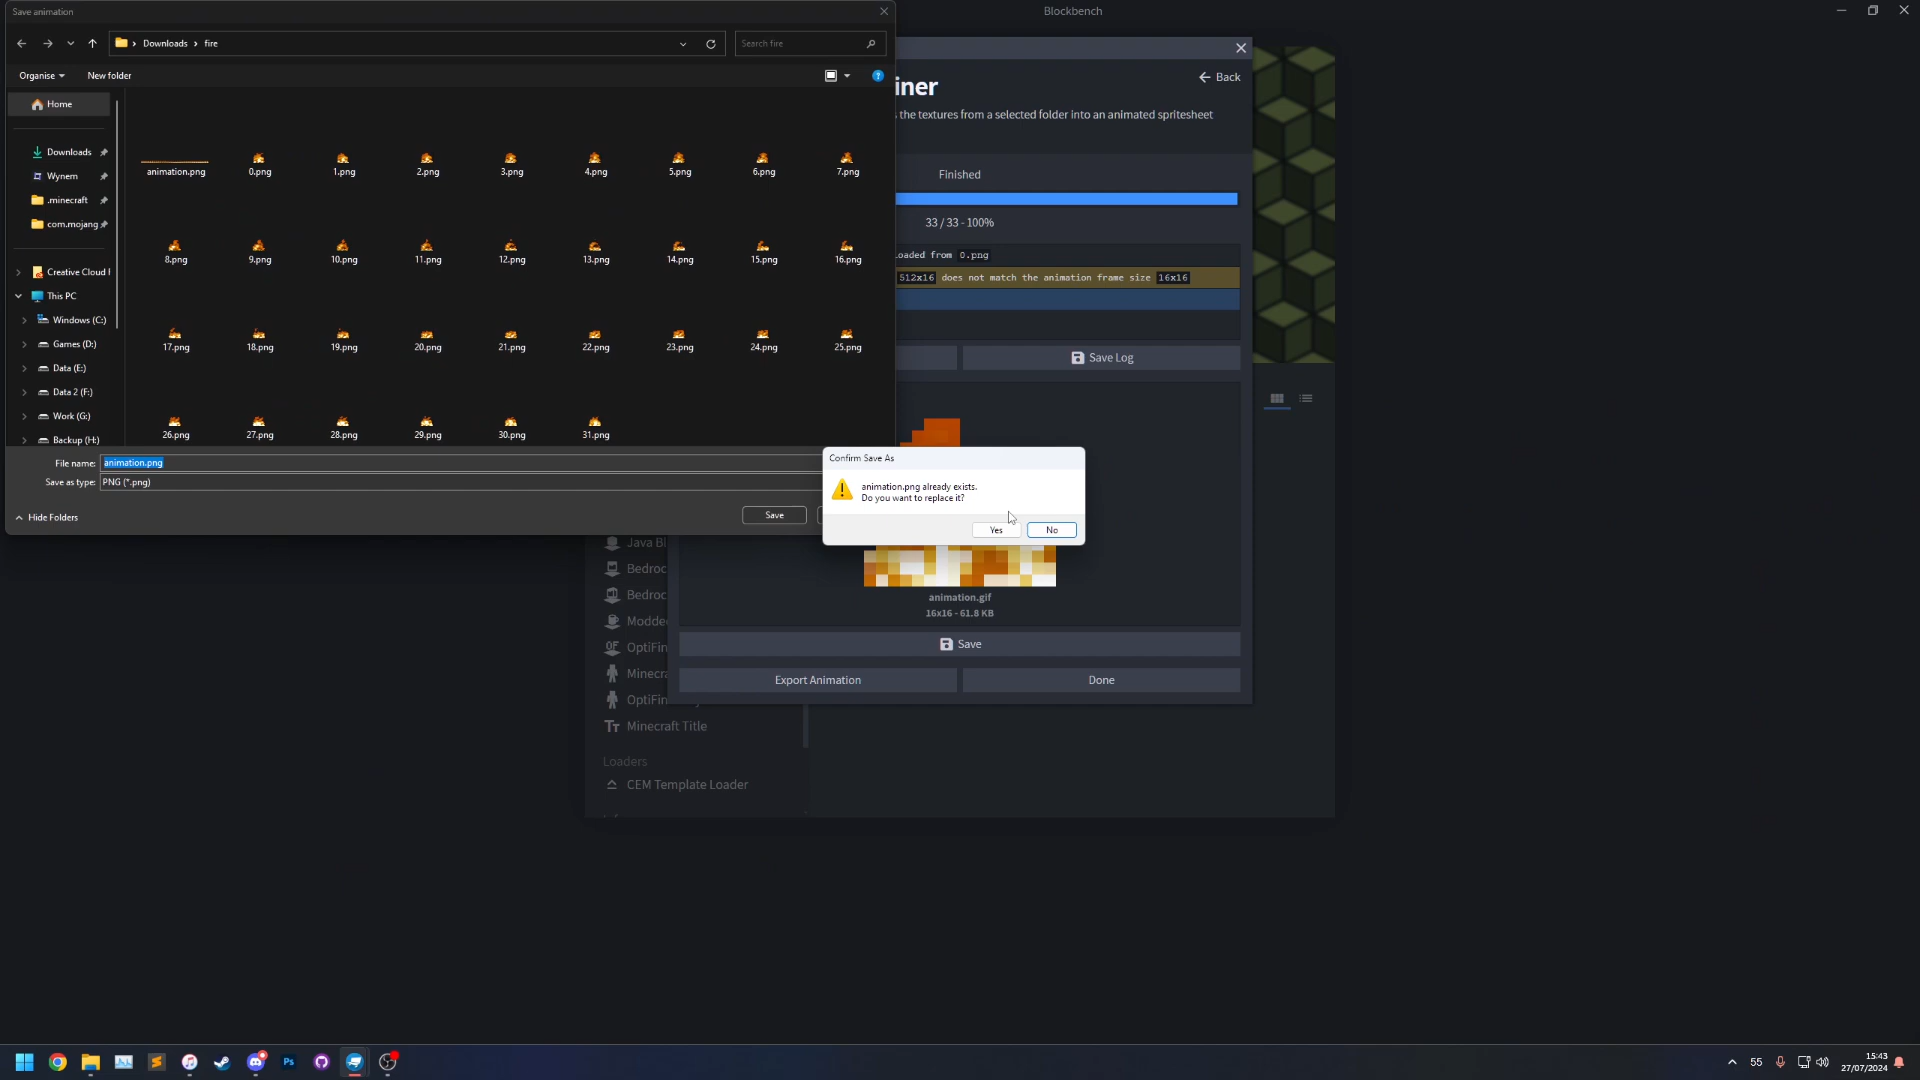 Save animation
Blockbench
Downloads
fire
Search fire
Organise
New folder
Home
Downloads
Wynem
.minecraft
com.mojang
Creative Cloud F
This PC
Windows (C:)
Games (D:)
Data (E:)
Data 2 (F:)
Work (G:)
Backup (H:)
animation.png
0.png
1.png
2.png
3.png
4.png
5.png
6.png
7.png
8.png
9.png
10.png
11.png
12.png
13.png
14.png
15.png
16.png
17.png
18.png
19.png
20.png
21.png
22.png
23.png
24.png
25.png
26.png
27.png
28.png
29.png
30.png
31.png
File name: animation.png
Save as type: PNG (*.png)
Hide Folders
Save
Back
iner
the textures from a selected folder into an animated spritesheet
Finished
33 / 33 - 100%
oaded from 0.png
512x16 does not match the animation frame size 16x16
Save Log
Confirm Save As
animation.png already exists.
Do you want to replace it?
Yes
No
animation.gif
16x16 - 61.8 KB
Save
Export Animation
Done
Java Bl
Bedroc
Bedroc
Modde
OF OptiFin
Minecra
OptiFin
Tт Minecraft Title
Loaders
CEM Template Loader
Ps
55
15:43
27/07/2024